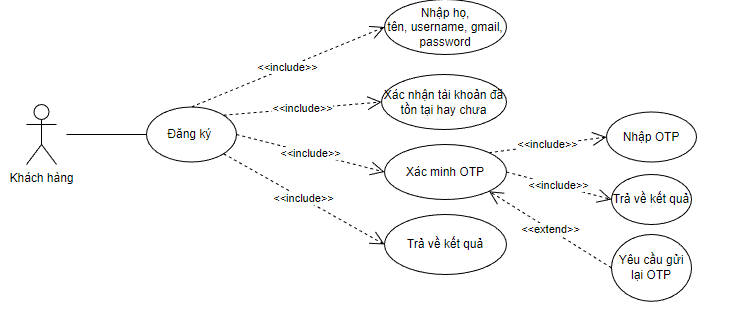 Nhập họ,
tên, username, gmail,
password
<<include>>
Xác nhận tài khoản đã
tồn tại hay chưa
<<include>>
Đăng ký
Khách hàng
<<include>>
Xác minh OTP
<<include>>
Nhập OTP
<<include>>
Trả về kết quả
<<include>>
Trả về kết quả
<<extend>>
Yêu cầu gửi
lại OTP